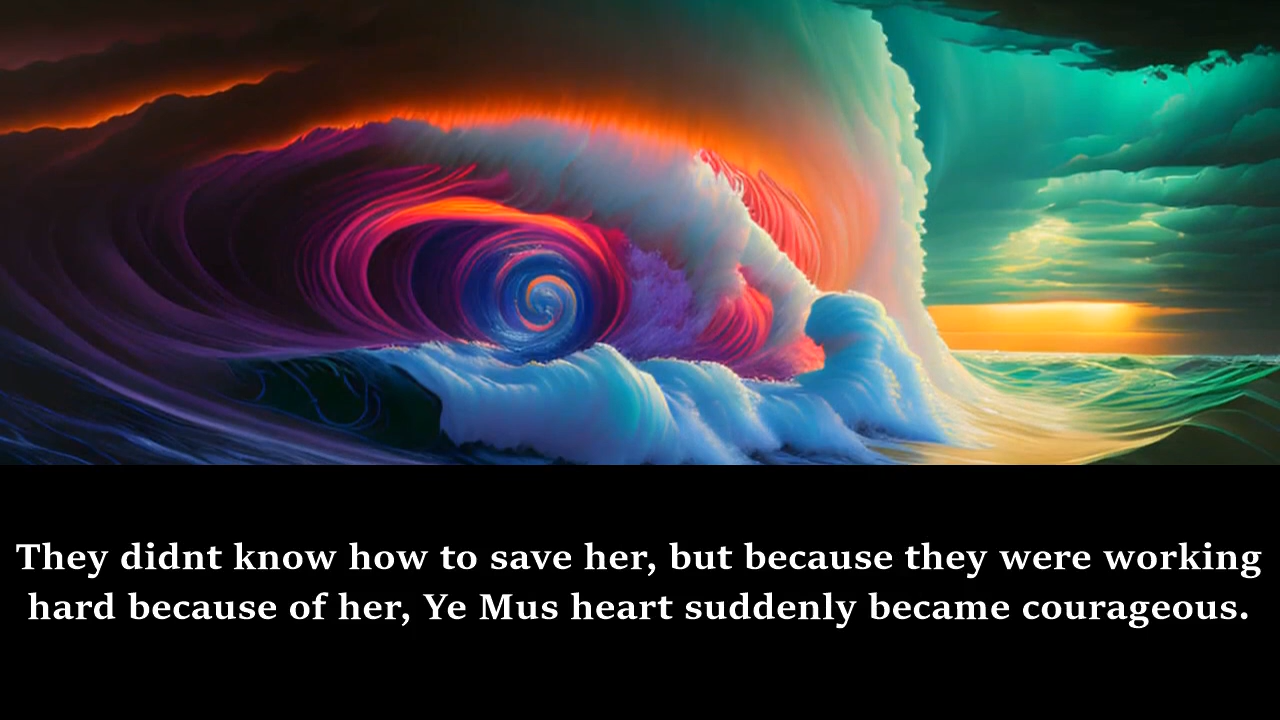 They didnt know how to save her, but because they were working
hard because of her, Ye Mus heart suddenly became courageous.